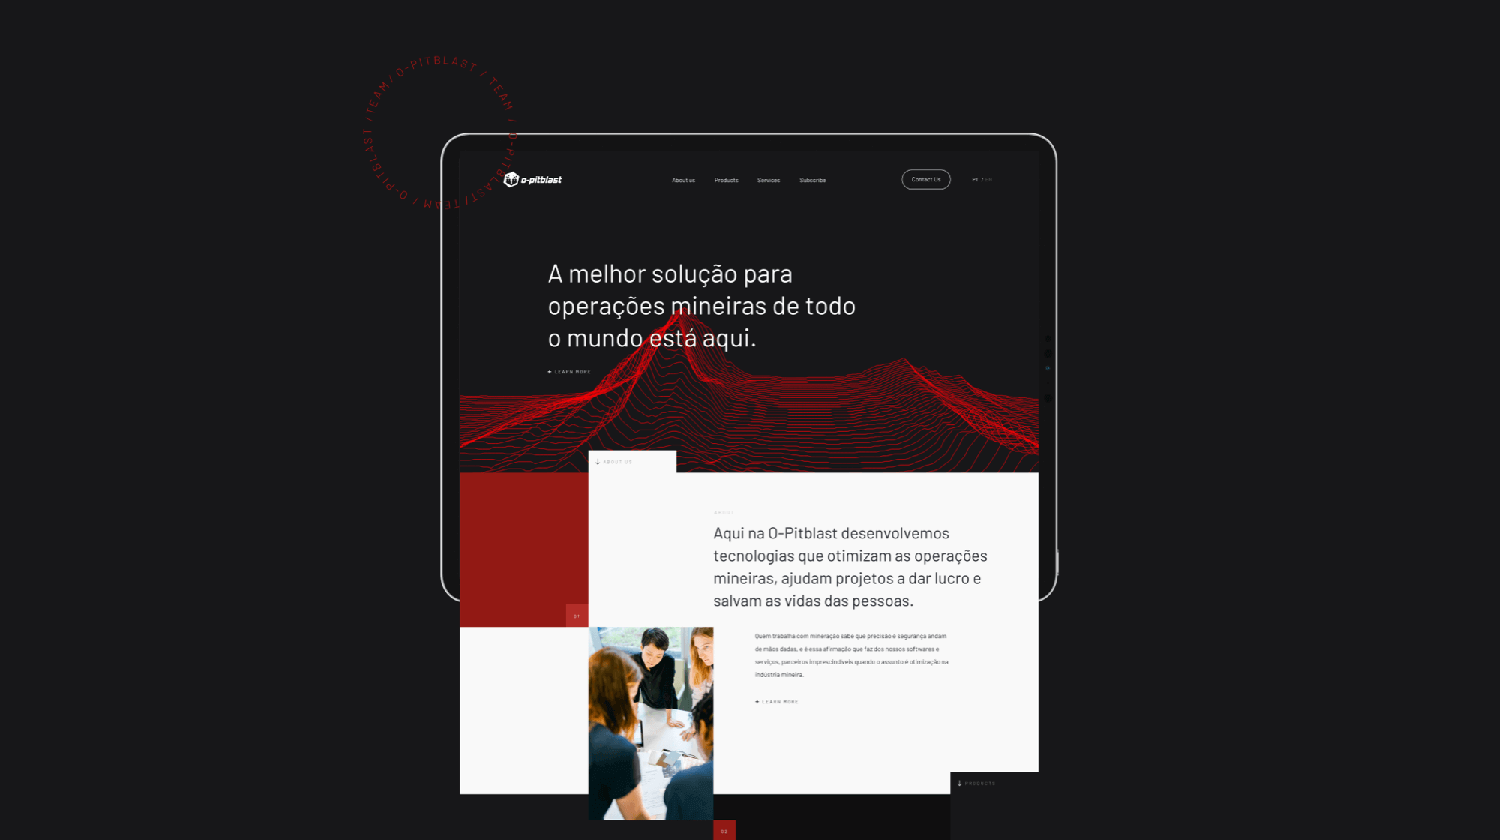 O-PITBLAST / TEAM / O-PITBLAST / TEAM / O-PITBLAST / TEAM /
o-pitblast
About us Products Services Subscribe Contact Us
A melhor solução para
operações mineiras de todo
o mundo está aqui.
LEARN MORE
ABOUT US
Aqui na O-Pitblast desenvolvemos
tecnologias que otimizam as operações
mineiras, ajudam projetos a dar lucro e
salvam as vidas das pessoas.
01
Quem trabalha com mineração sabe que precisão e segurança andam
de mãos dadas, e é essa afirmação que faz dos nossos softwares e
serviços, parceiros imprescindíveis quando o assunto é otimização na
indústria mineira.
LEARN MORE
PRODUCTS
02